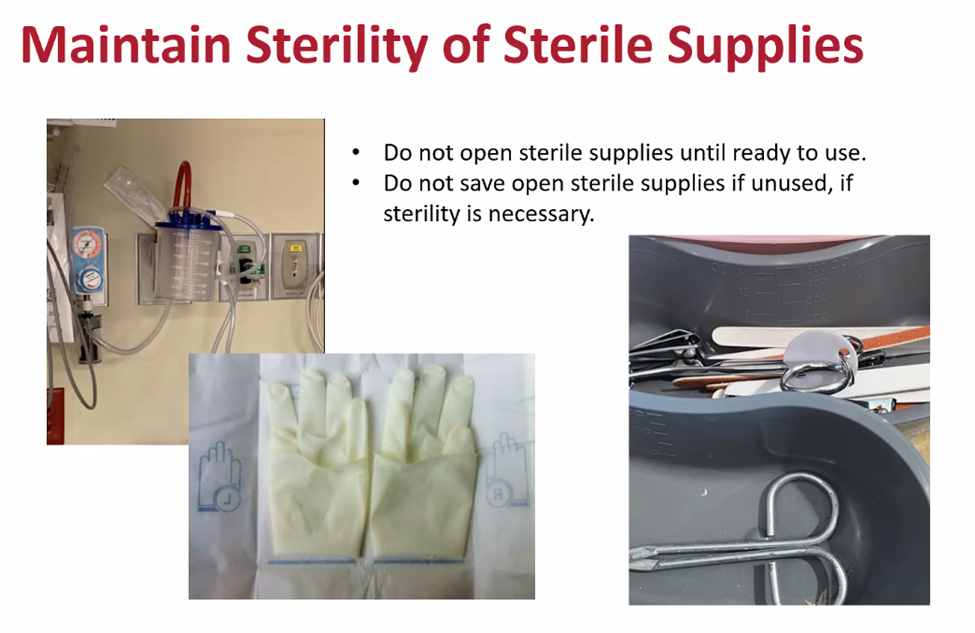 Maintain Sterility of Sterile Supplies
• Do not open sterile supplies until ready to use.
• Do not save open sterile supplies if unused, if
sterility is necessary.
L
R